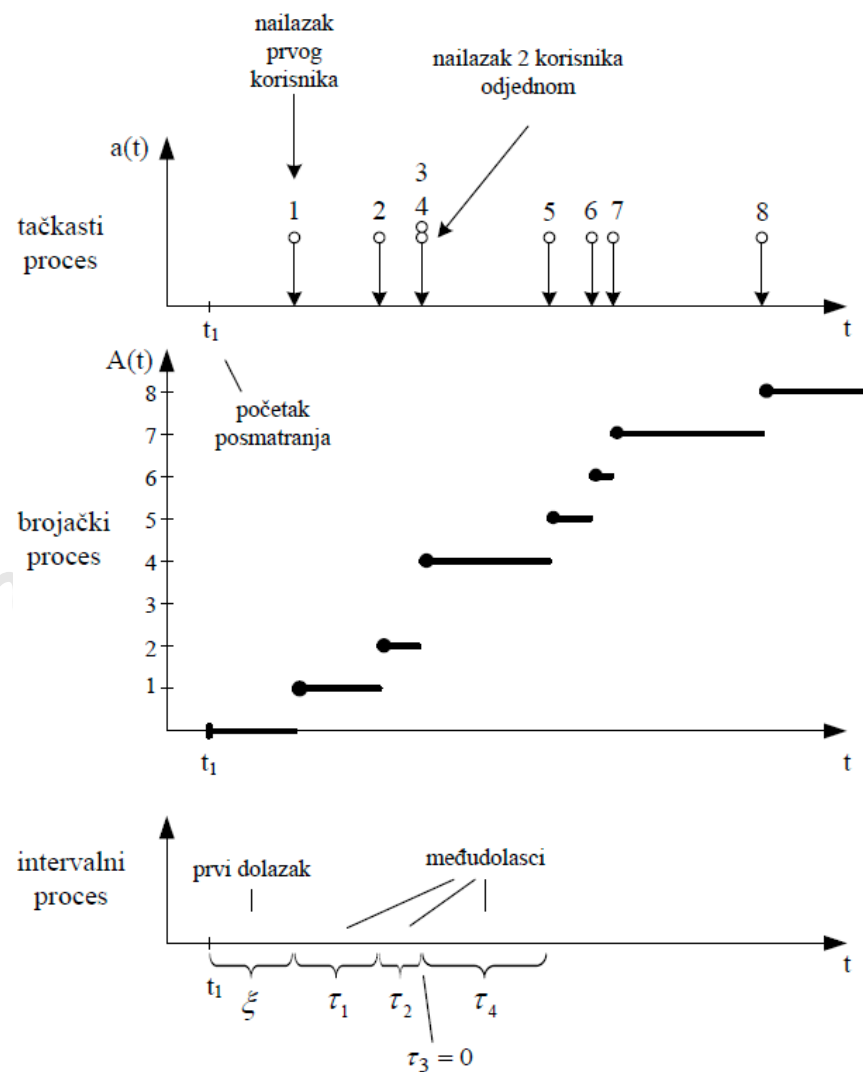 nailazak
prvog
korisnika
nailazak 2 korisnika
odjednom
a(t)
3
1 2 4 5 6 7 8
tačkasti
proces
t₁ t
A(t)
8
početak
posmatranja
7
6
brojački
proces
5
4
3
2
1
t₁ t
intervalni
proces
prvi dolazak
međudolasci
t₁ t
ξ τ₁ τ₂ τ₄
τ₃ = 0